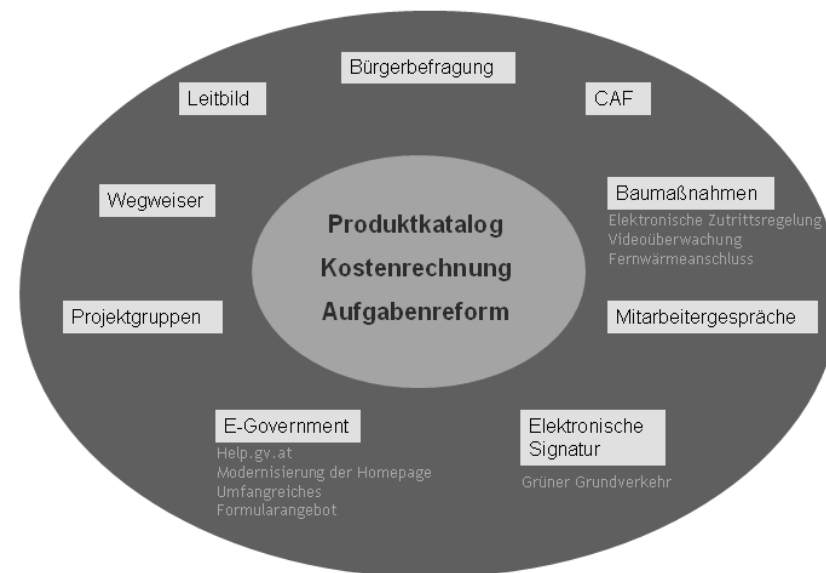 Bürgerbefragung
Leitbild
CAF
Wegweiser
Baumaßnahmen
Elektronische Zutrittsregelung
Videoüberwachung
Fernwärmeanschluss
Produktkatalog
Kostenrechnung
Aufgabenreform
Projektgruppen
Mitarbeitergespräche
E-Government
Help.gv.at
Modernisierung der Homepage
Umfangreiches
Formularangebot
Elektronische
Signatur
Grüner Grundverkehr